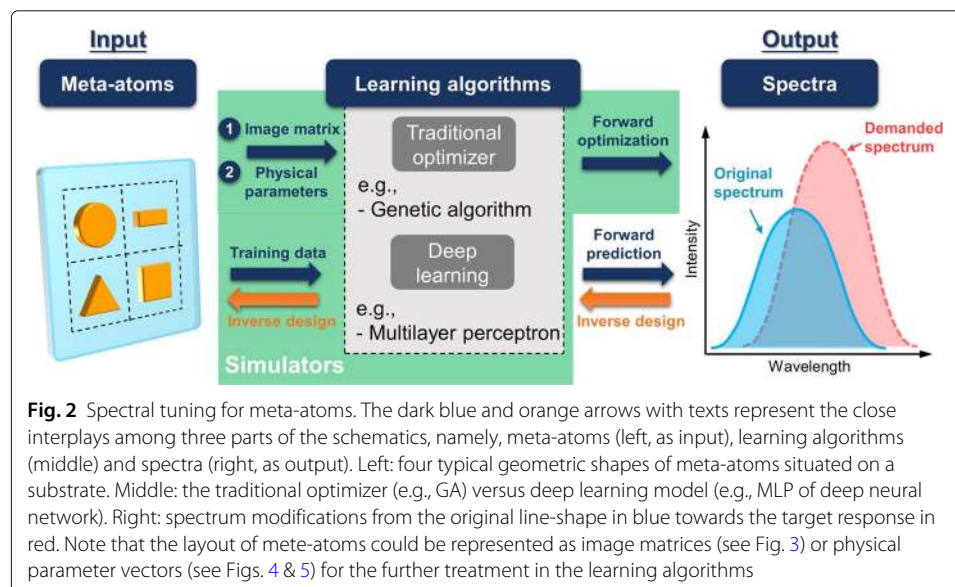 Input
Meta-atoms
Learning algorithms
Output
Spectra
1 Image matrix
2 Physical
parameters
Traditional
optimizer
e.g.,
- Genetic algorithm
Forward
optimization
Training data
Inverse design
Deep
learning
e.g.,
- Multilayer perceptron
Simulators
Forward
prediction
Inverse design
Demanded
spectrum
Original
spectrum
Intensity
Wavelength
Fig. 2 Spectral tuning for meta-atoms. The dark blue and orange arrows with texts represent the close
interplays among three parts of the schematics, namely, meta-atoms (left, as input), learning algorithms
(middle) and spectra (right, as output). Left: four typical geometric shapes of meta-atoms situated on a
substrate. Middle: the traditional optimizer (e.g., GA) versus deep learning model (e.g., MLP of deep neural
network). Right: spectrum modifications from the original line-shape in blue towards the target response in
red. Note that the layout of mete-atoms could be represented as image matrices (see Fig. 3) or physical
parameter vectors (see Figs. 4 & 5) for the further treatment in the learning algorithms